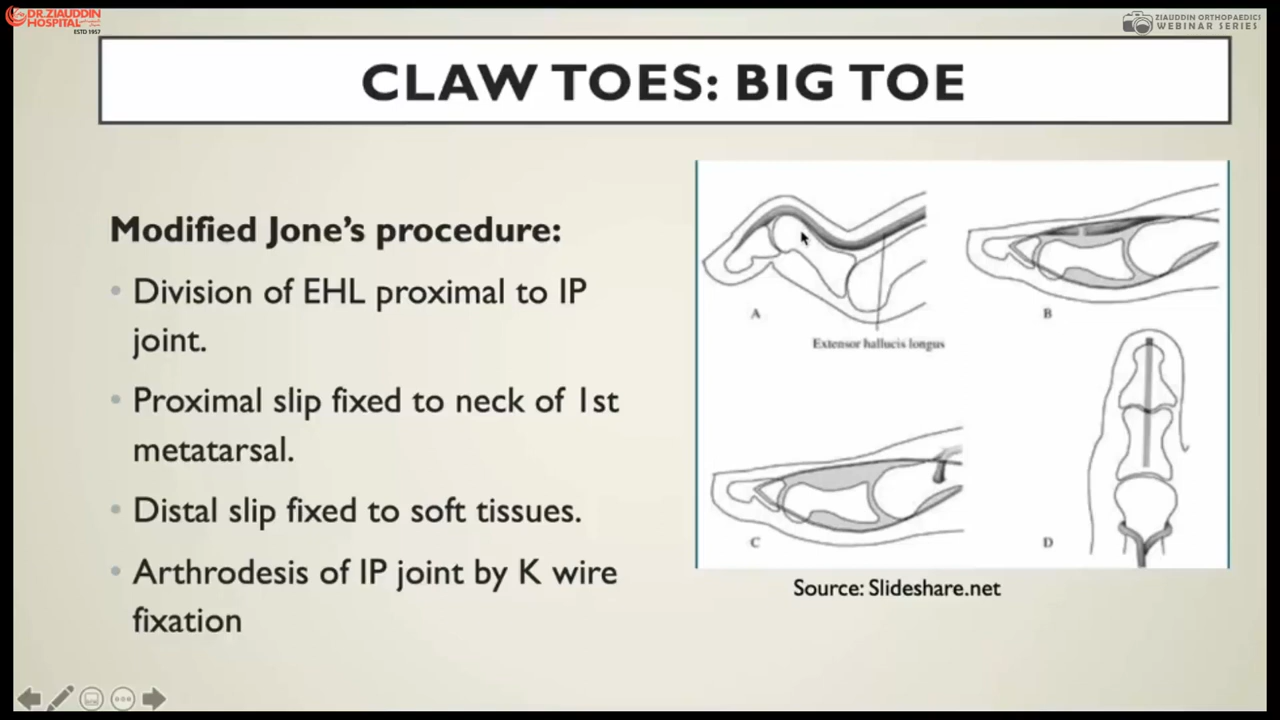 DR.ZIAUDDIN
HOSPITAL
ESTD 1957
ZIAUDDIN ORTHOPAEDICS
WEBINAR SERIES
CLAW TOES: BIG TOE
Modified Jone's procedure:
• Division of EHL proximal to IP
joint.
• Proximal slip fixed to neck of 1st
metatarsal.
• Distal slip fixed to soft tissues.
• Arthrodesis of IP joint by K wire
fixation
A
B
Extensor hallucis longus
C
D
Source: Slideshare.net